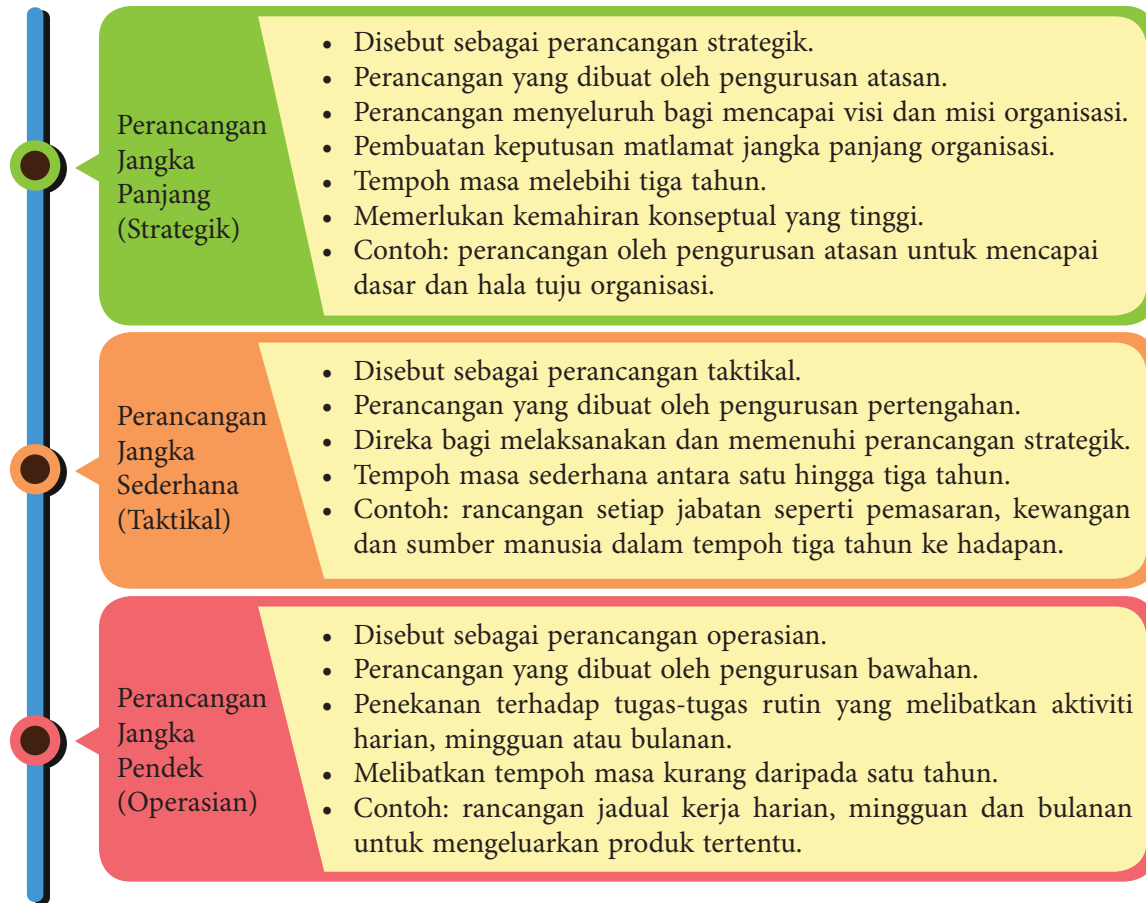 Perancangan
Jangka
Panjang
(Strategik)
• Disebut sebagai perancangan strategik.
• Perancangan yang dibuat oleh pengurusan atasan.
• Perancangan menyeluruh bagi mencapai visi dan misi organisasi.
• Pembuatan keputusan matlamat jangka panjang organisasi.
• Tempoh masa melebihi tiga tahun.
• Memerlukan kemahiran konseptual yang tinggi.
• Contoh: perancangan oleh pengurusan atasan untuk mencapai
dasar dan hala tuju organisasi.
Perancangan
Jangka
Sederhana
(Taktikal)
• Disebut sebagai perancangan taktikal.
• Perancangan yang dibuat oleh pengurusan pertengahan.
• Direka bagi melaksanakan dan memenuhi perancangan strategik.
• Tempoh masa sederhana antara satu hingga tiga tahun.
• Contoh: rancangan setiap jabatan seperti pemasaran, kewangan
dan sumber manusia dalam tempoh tiga tahun ke hadapan.
Perancangan
Jangka
Pendek
(Operasian)
• Disebut sebagai perancangan operasian.
• Perancangan yang dibuat oleh pengurusan bawahan.
• Penekanan terhadap tugas-tugas rutin yang melibatkan aktiviti
harian, mingguan atau bulanan.
• Melibatkan tempoh masa kurang daripada satu tahun.
• Contoh: rancangan jadual kerja harian, mingguan dan bulanan
untuk mengeluarkan produk tertentu.